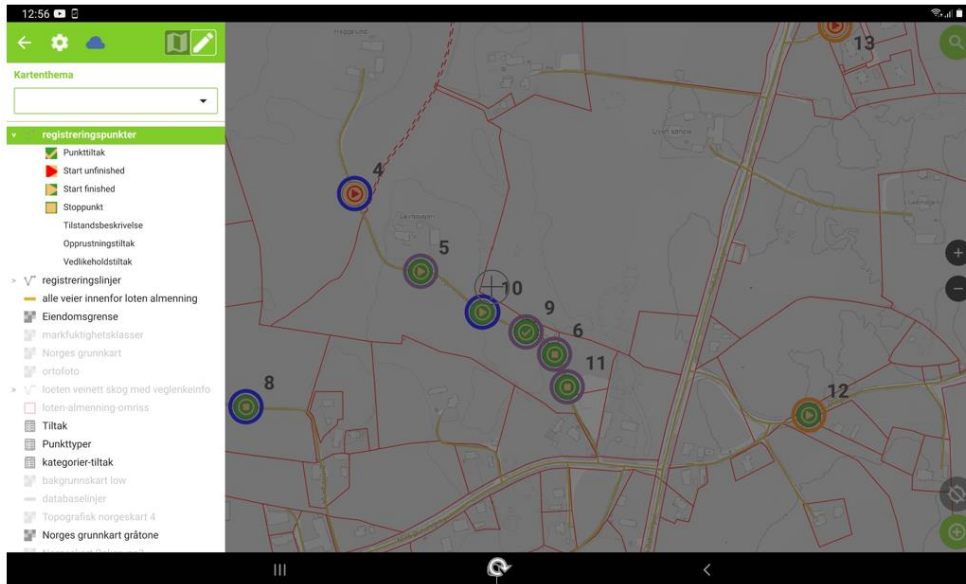 12:56
Kartenthema
registreringspunkter
Punkttiltak
Start unfinished
Start finished
Stoppunkt
Tilstandsbeskrivelse
Opprustningstiltak
Vedlikeholdstiltak
registreringslinjer
alle veier innenfor loten almenning
Eiendomsgrense
markfuktighetsklasser
Norges grunnkart
ortofoto
loeten veinett skog med veglenkeinfo
loten-almenning-omriss
Tiltak
Punkttyper
kategorier-tiltak
bakgrunnskart low
databaselinjer
Topografisk norgeskart 4
Norges grunnkart gråtone
13
4
5
10
9
6
11
8
12